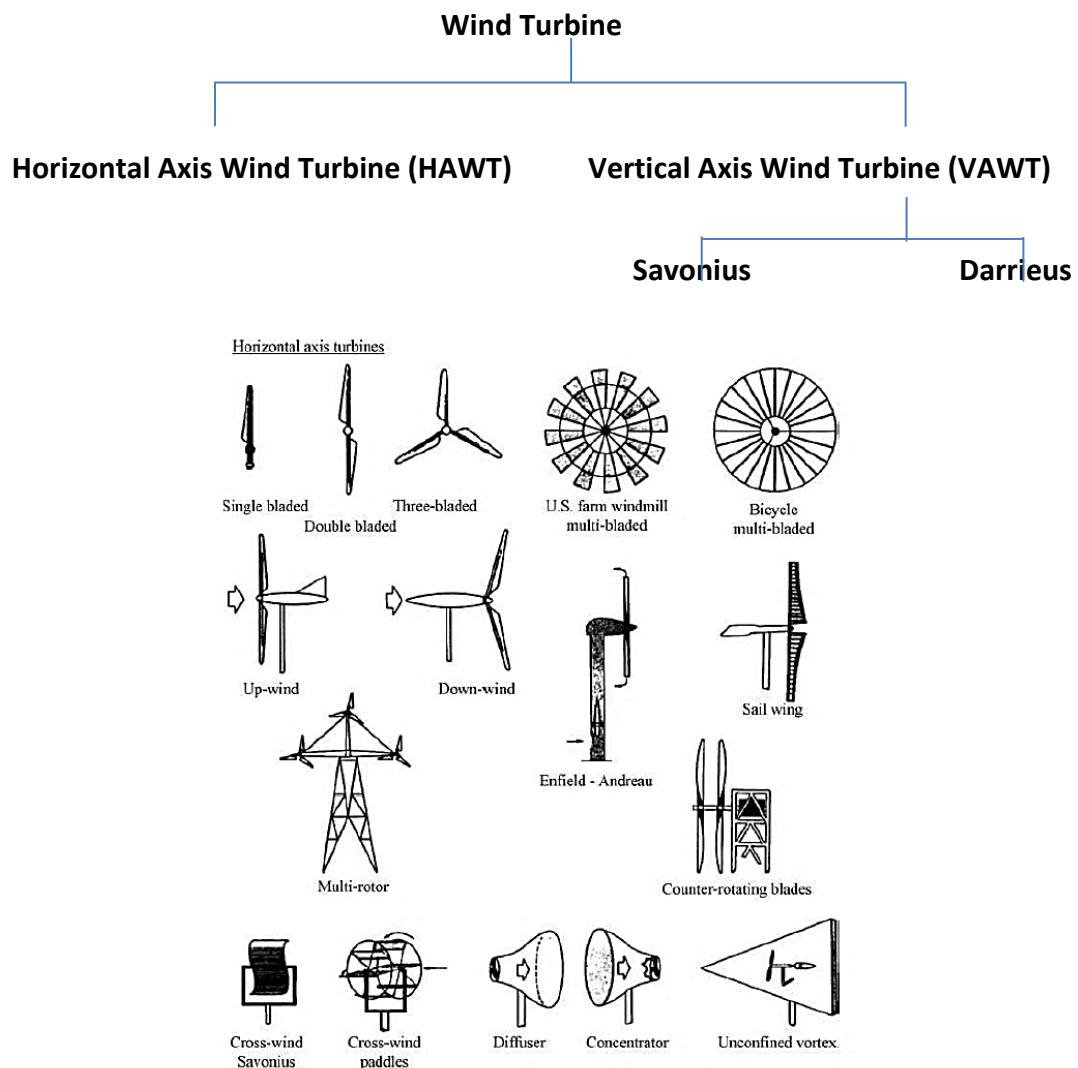 Wind Turbine
Horizontal Axis Wind Turbine (HAWT)
Vertical Axis Wind Turbine (VAWT)
Savonius
Darrieus
Horizontal axis turbines
Single bladed
Double bladed
Three-bladed
U.S. farm windmill
multi-bladed
Bicycle
multi-bladed
Up-wind
Down-wind
Enfield - Andreau
Sail wing
Multi-rotor
Counter-rotating blades
Cross-wind
Savonius
Cross-wind
paddles
Diffuser
Concentrator
Unconfined vortex